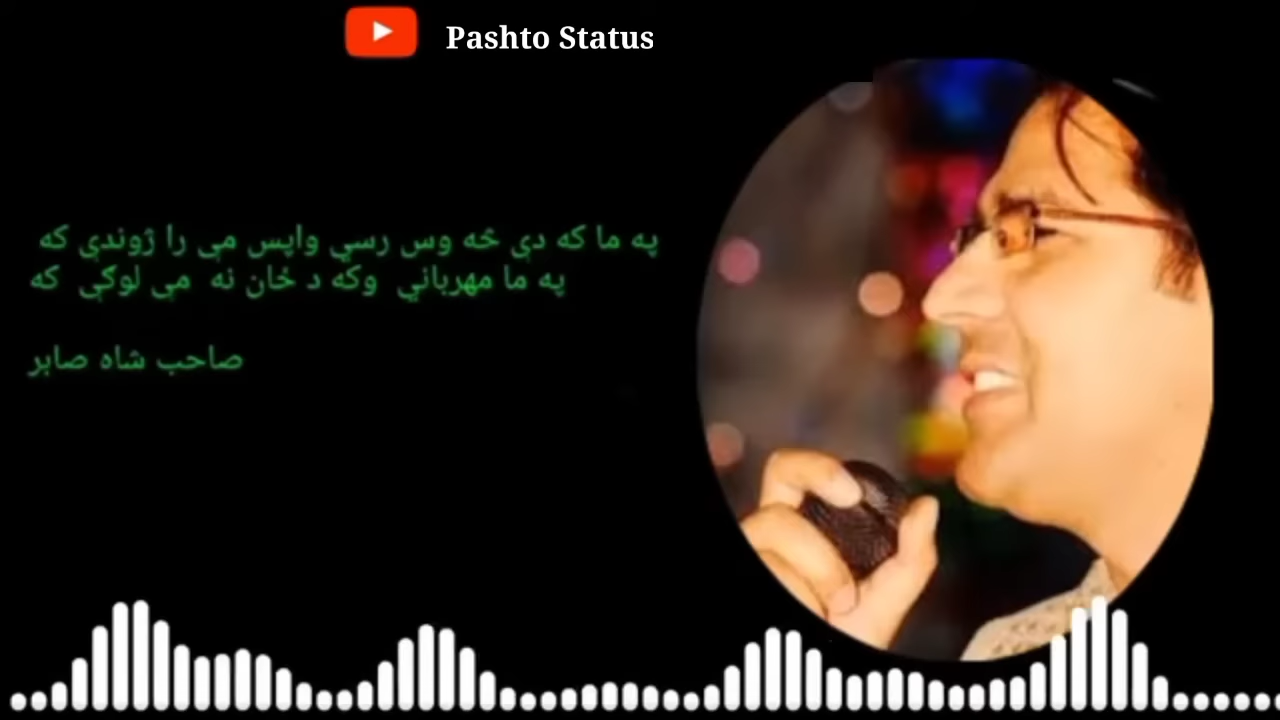 Pashto Status
په ما که دې څه وس رسي واپس مې را ژوندې که
په ما مهرباني وکه د ځان نه مې لوګې که
صاحب شاه صابر